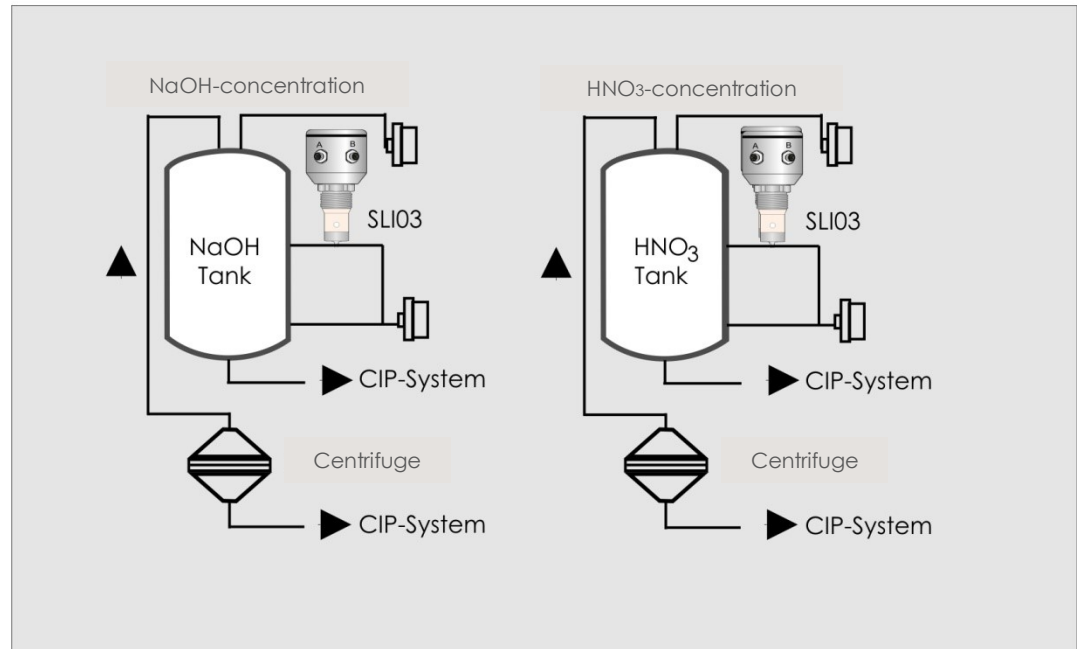 NaOH-concentration
A B
SLI03
NaOH
Tank
CIP-System
Centrifuge
CIP-System
HNO3-concentration
A B
SLI03
HNO3
Tank
CIP-System
Centrifuge
CIP-System